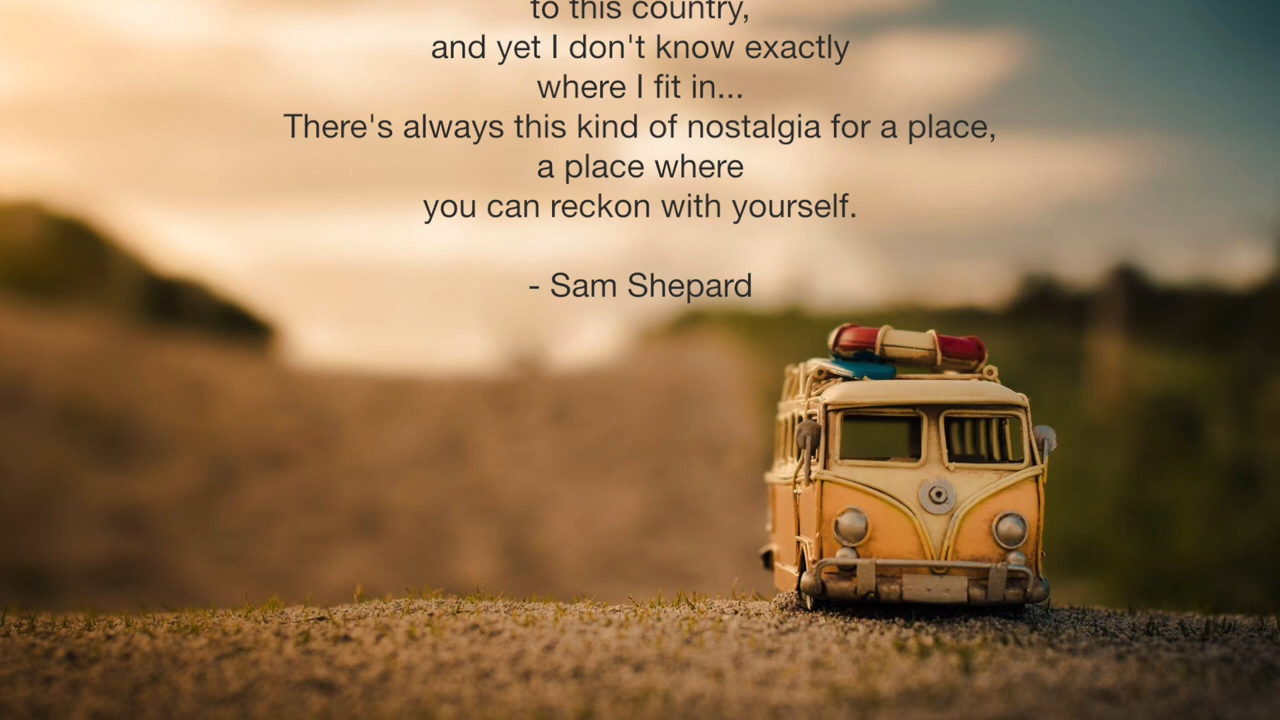 to this country,
and yet I don't know exactly
where I fit in...
There's always this kind of nostalgia for a place,
a place where
you can reckon with yourself.
- Sam Shepard